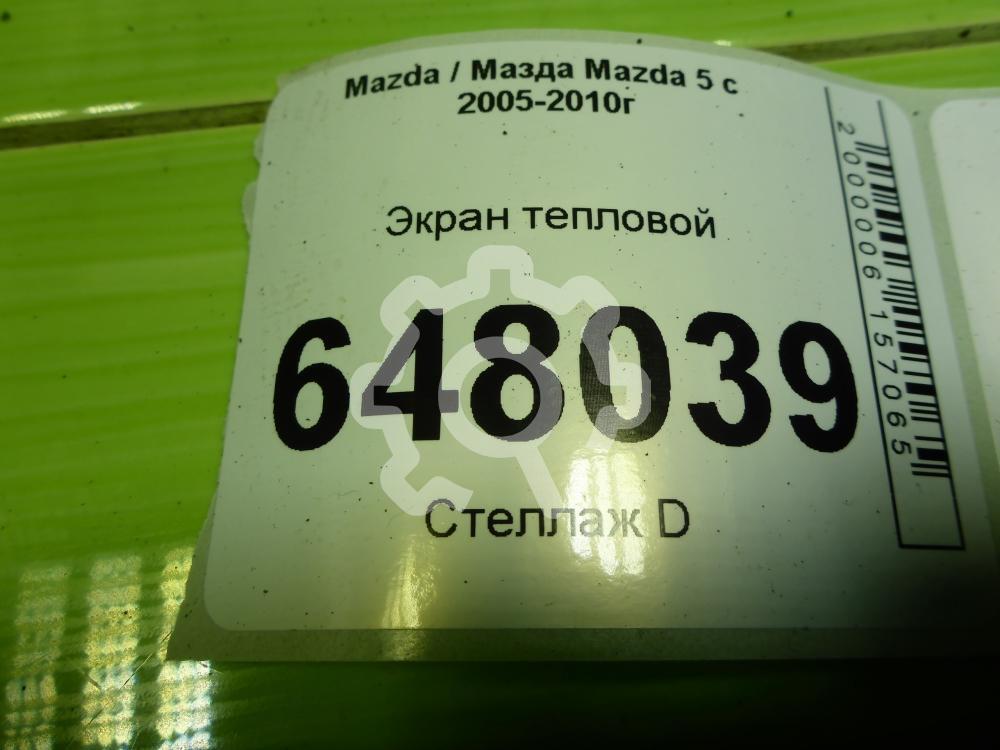 Mazda / Мазда Mazda 5 с
2005-2010г
Экран тепловой
648039
Стеллаж D
2000006157065